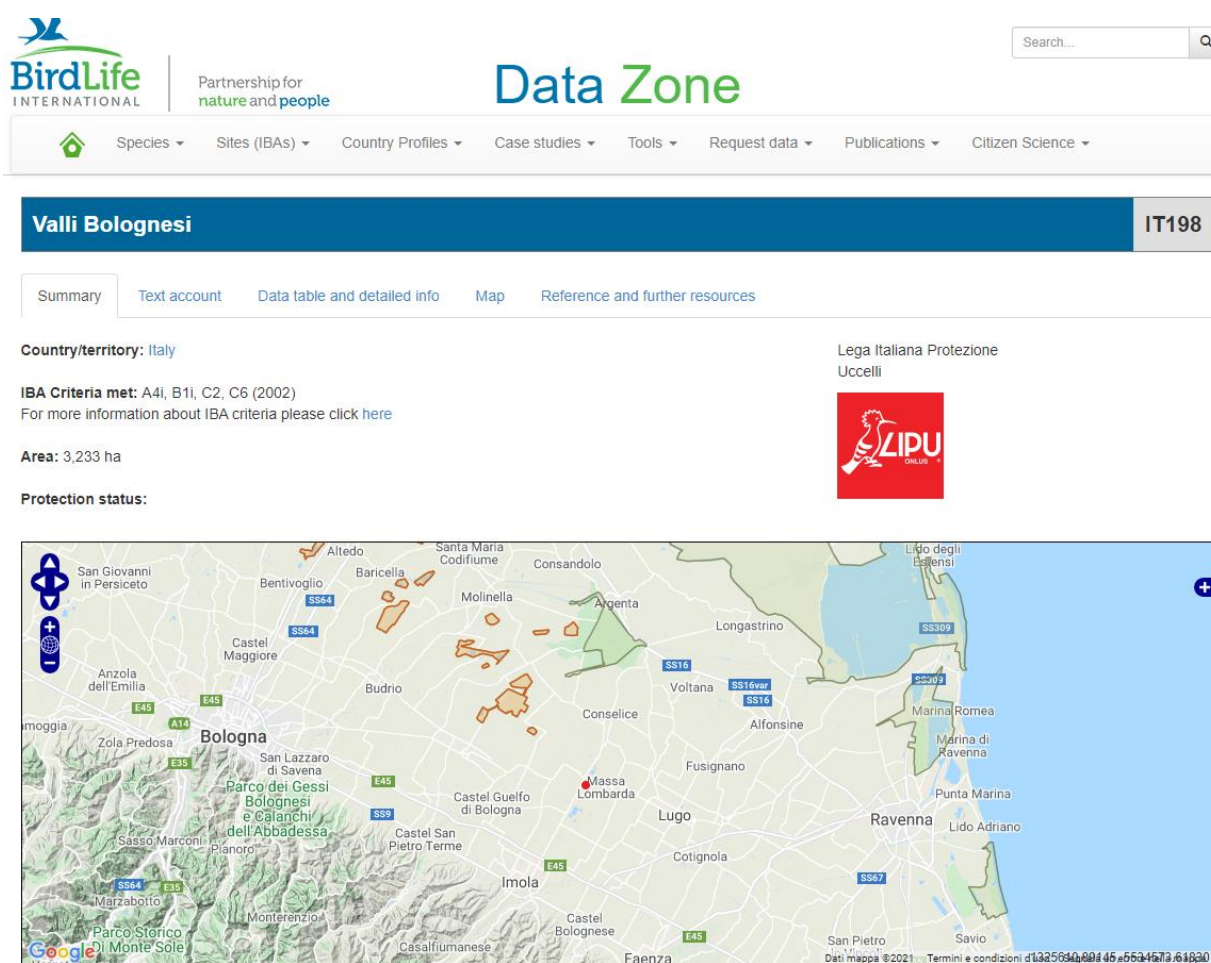 BirdLife
INTERNATIONAL
Partnership for
nature and people
Data Zone
Search...
Species
Sites (IBAs)
Country Profiles
Case studies
Tools
Request data
Publications
Citizen Science
Valli Bolognesi
IT198
Summary
Text account
Data table and detailed info
Map
Reference and further resources
Country/territory: Italy
IBA Criteria met: A4i, B1i, C2, C6 (2002)
For more information about IBA criteria please click here
Area: 3,233 ha
Protection status:
Lega Italiana Protezione
Uccelli
LIPU
ONLUS
San Giovanni
in Persiceto
Altedo
Santa Maria
Codifiume
Consandolo
Lido degli
Estensi
Bentivoglio
Baricella
SS64
Molinella
Argenta
Longastrino
SS309
SS64
Castel
Maggiore
SS16
Anzola
dell'Emilia
Budrio
Voltana
SS16var
SS16
SS309
E45
E45
Conselice
Alfonsine
Marina Romea
A14
Zola Predosa
Bologna
E35
San Lazzaro
di Savena
Marina di
Ravenna
Fusignano
Parco dei Gessi
Bolognesi
e Calanchi
dell'Abbadessa
E45
Massa
Lombarda
Castel Guelfo
di Bologna
Punta Marina
SS9
Lugo
Ravenna
Lido Adriano
Sasso Marconi
Pianoro
Castel San
Pietro Terme
Cotignola
E45
SS67
Imola
SS64
E35
Marzabotto
Monterenzio
Castel
Bolognese
Parco Storico
Di Monte Sole
E45
San Pietro
Savio
Google
Casalfiumanese
Faenza
Dati mappa ©2021
Termini e condizioni d'uso